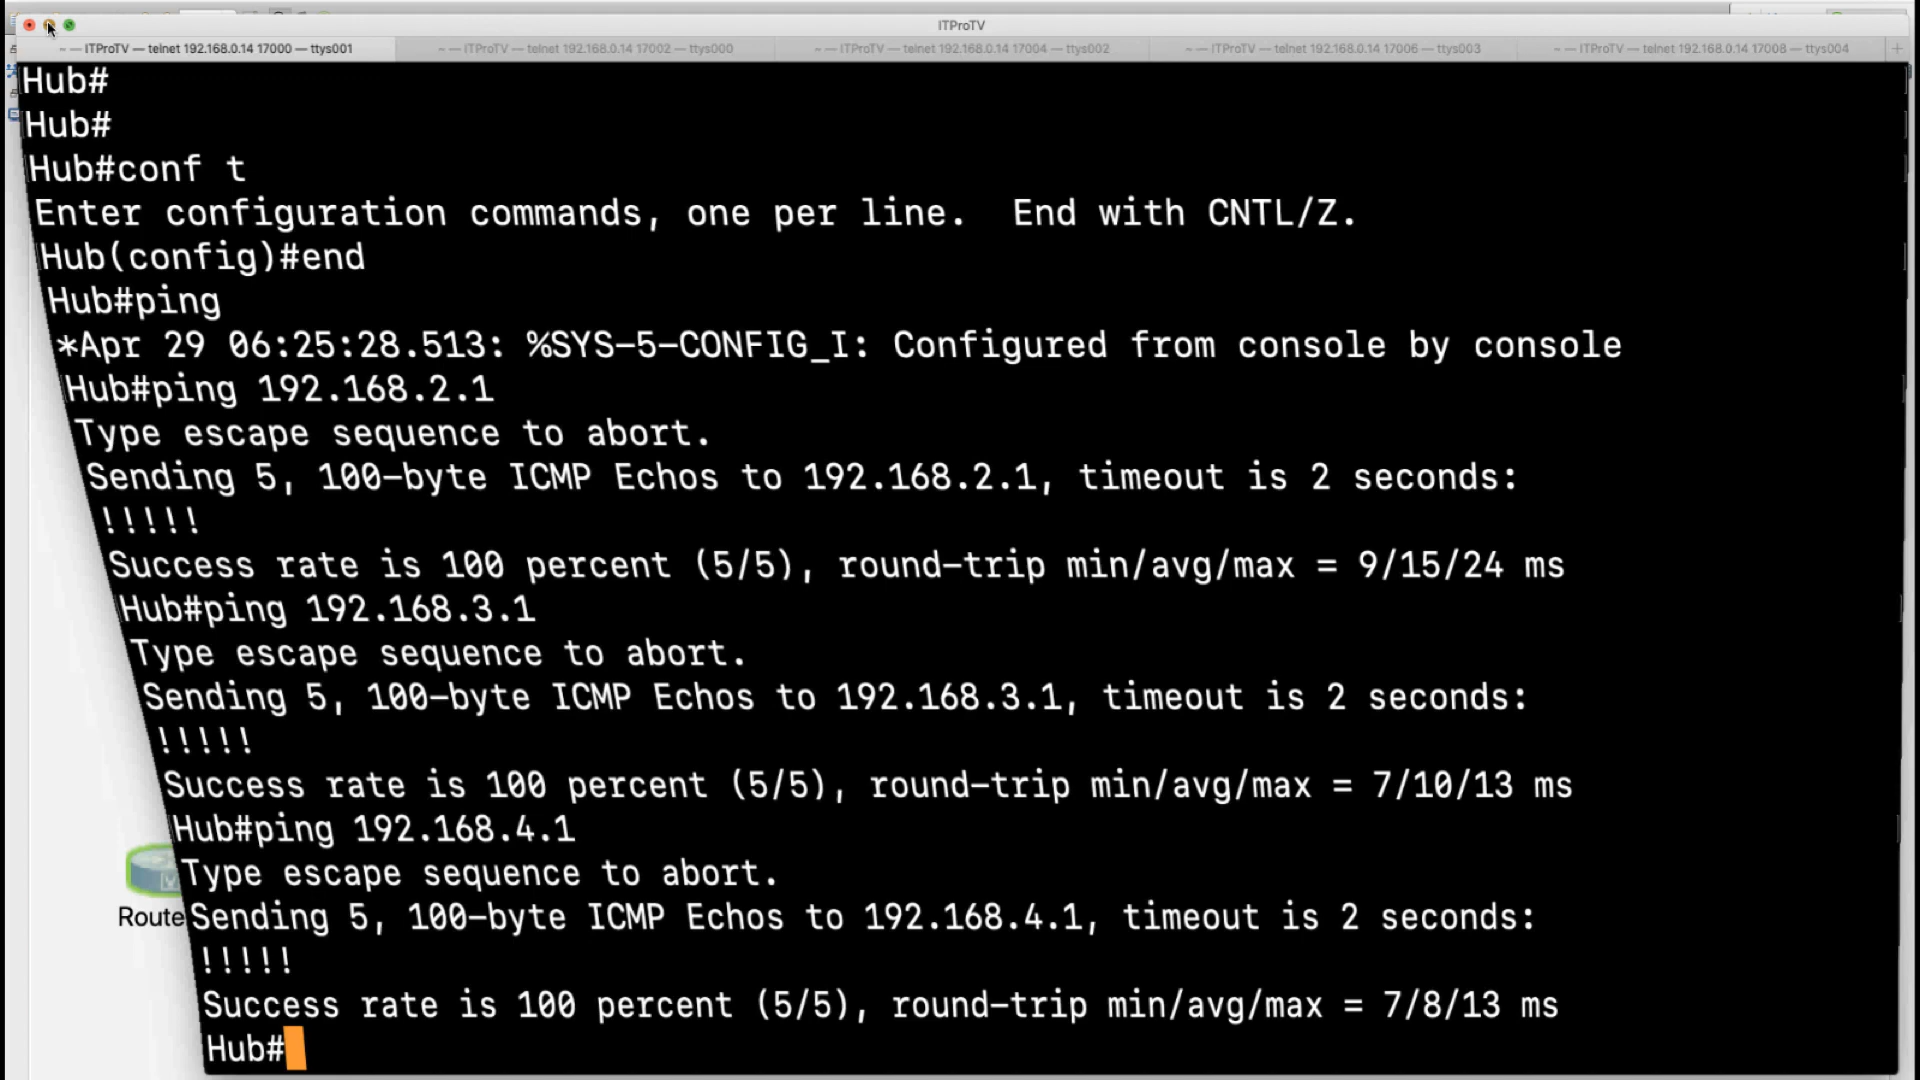 ITProTV
~ — ITProTV — telnet 192.168.0.14 17000 — ttys001
~ — ITProTV — telnet 192.168.0.14 17002 — ttys000
~ — ITProTV — telnet 192.168.0.14 17004 — ttys002
~ — ITProTV — telnet 192.168.0.14 17006 — ttys003
~ — ITProTV — telnet 192.168.0.14 17008 — ttys004
Hub#
Hub#
Hub#conf t
Enter configuration commands, one per line.  End with CNTL/Z.
Hub(config)#end
Hub#ping
*Apr 29 06:25:28.513: %SYS-5-CONFIG_I: Configured from console by console
Hub#ping 192.168.2.1
Type escape sequence to abort.
Sending 5, 100-byte ICMP Echos to 192.168.2.1, timeout is 2 seconds:
!!!!!
Success rate is 100 percent (5/5), round-trip min/avg/max = 9/15/24 ms
Hub#ping 192.168.3.1
Type escape sequence to abort.
Sending 5, 100-byte ICMP Echos to 192.168.3.1, timeout is 2 seconds:
!!!!!
Success rate is 100 percent (5/5), round-trip min/avg/max = 7/10/13 ms
Hub#ping 192.168.4.1
Type escape sequence to abort.
Route
Sending 5, 100-byte ICMP Echos to 192.168.4.1, timeout is 2 seconds:
!!!!!
Success rate is 100 percent (5/5), round-trip min/avg/max = 7/8/13 ms
Hub#